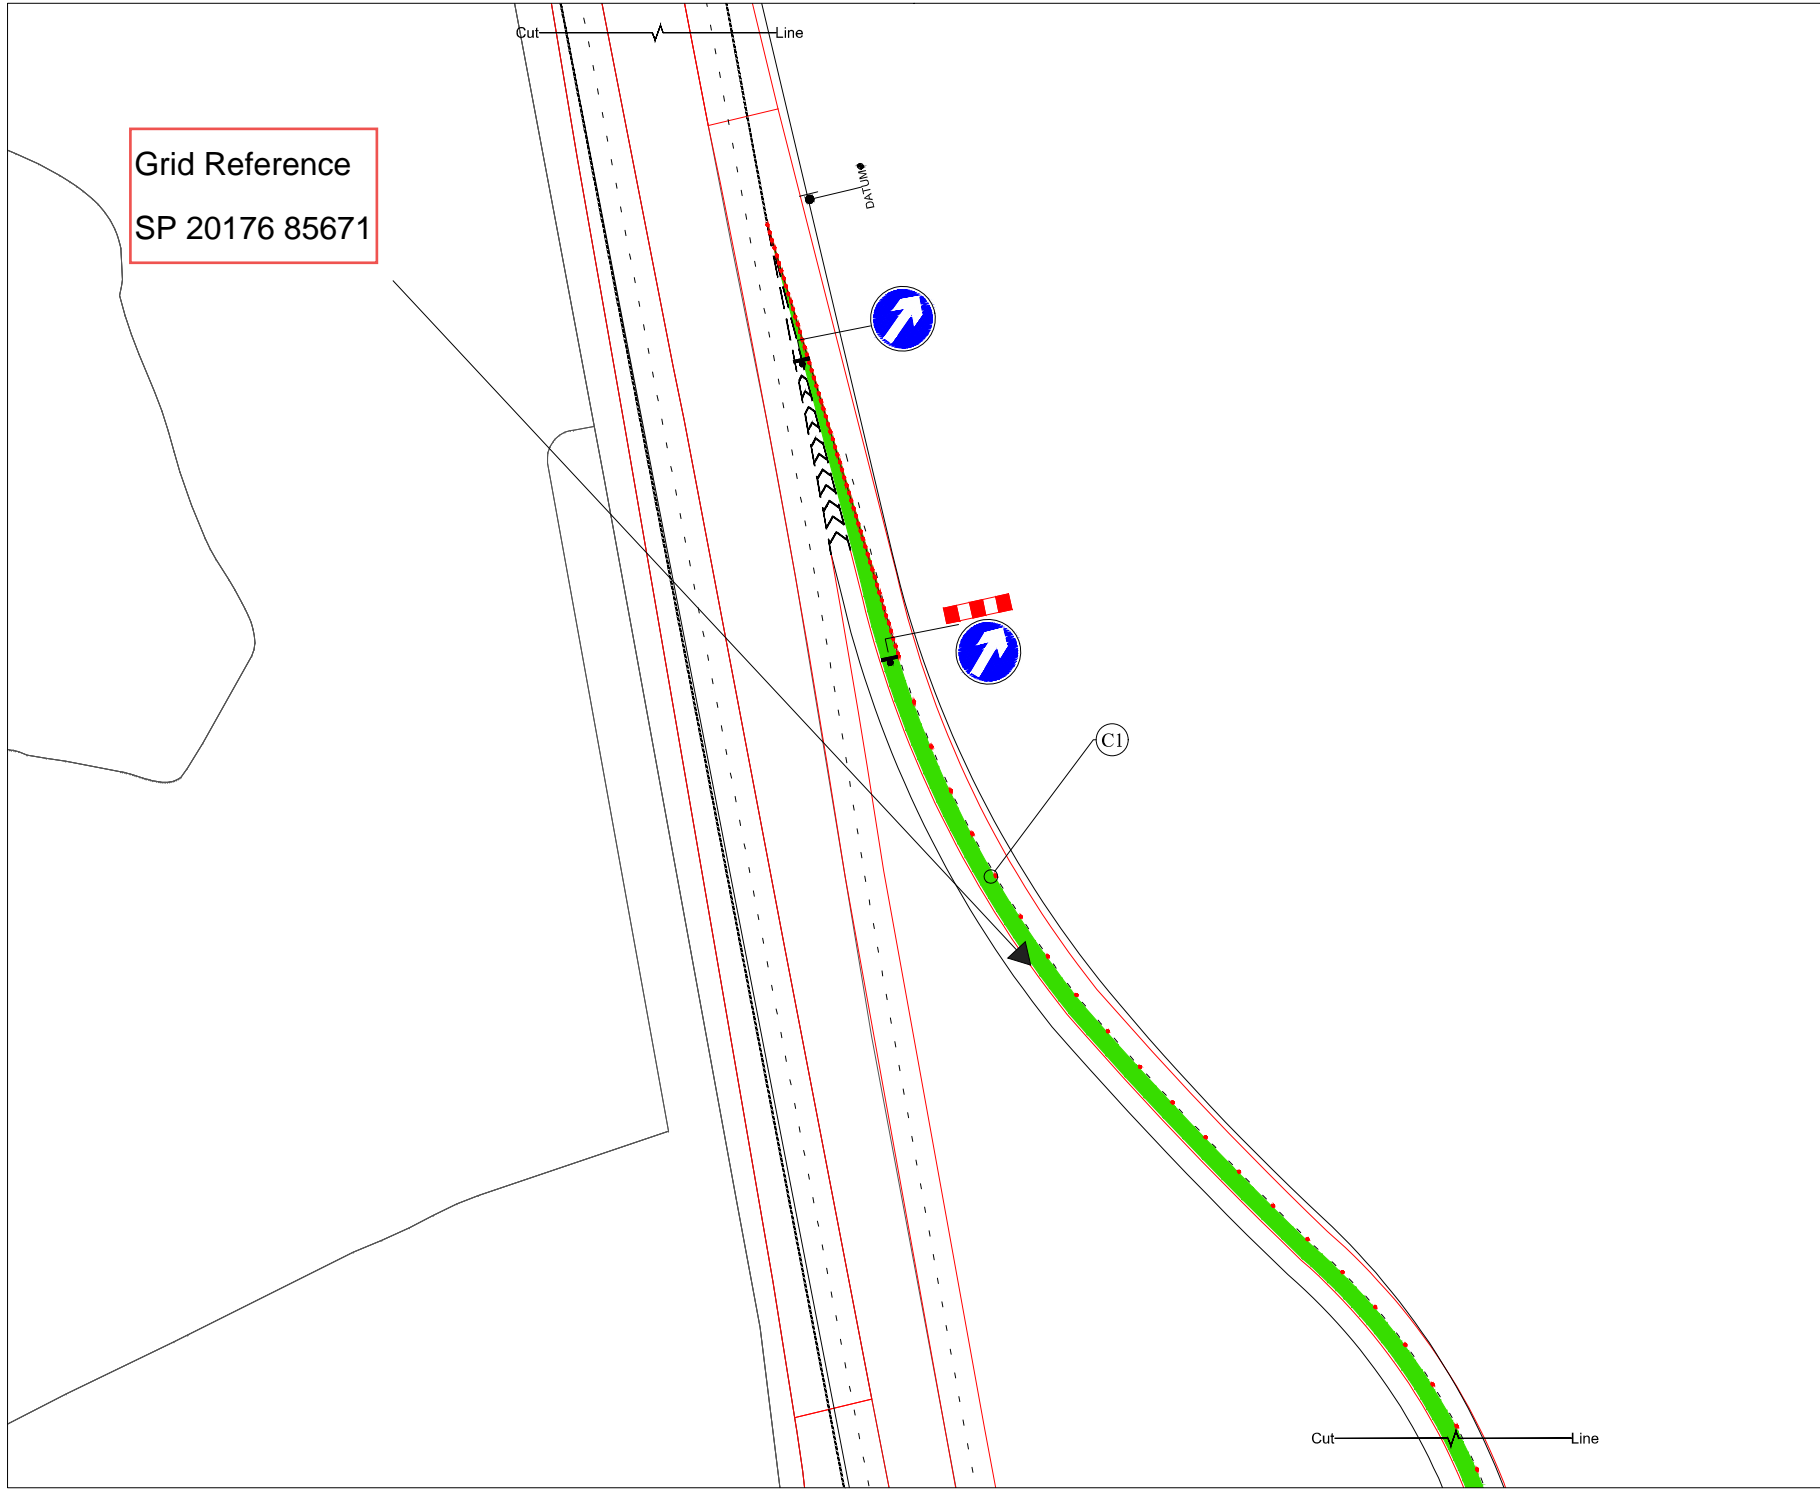 Cut Line
Grid Reference
SP 20176 85671
DATUM
C1
Cut Line